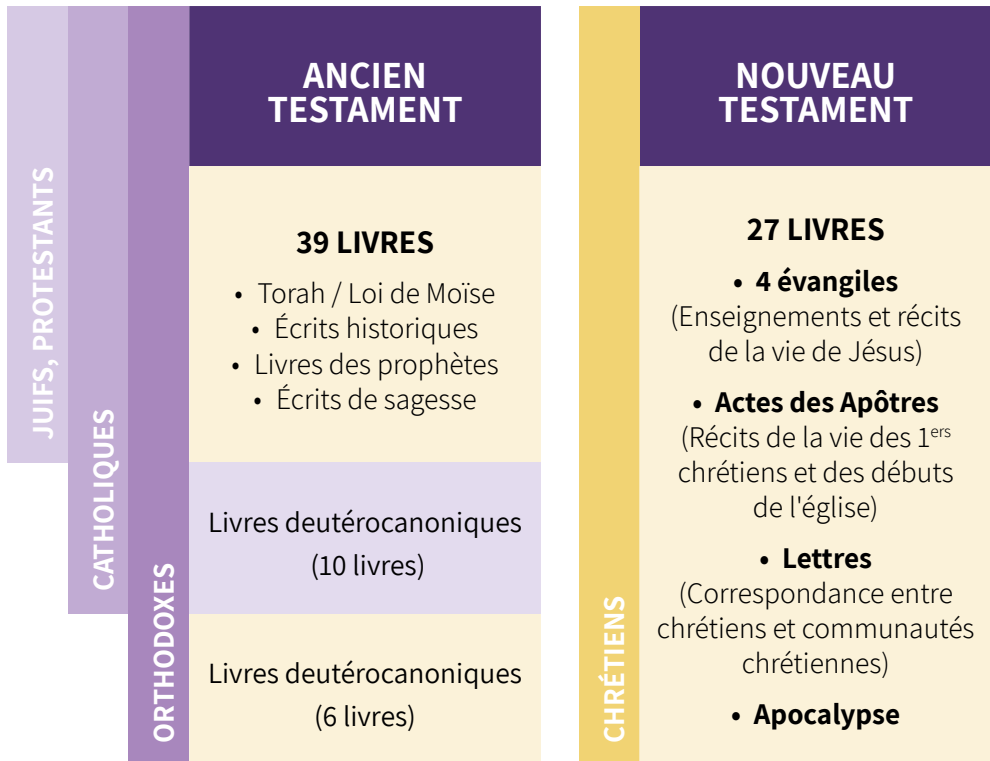 JUIFS, PROTESTANTS
CATHOLIQUES
ORTHODOXES
ANCIEN
TESTAMENT
39 LIVRES
• Torah / Loi de Moïse
• Écrits historiques
• Livres des prophètes
• Écrits de sagesse
Livres deutérocanoniques
(10 livres)
Livres deutérocanoniques
(6 livres)
CHRÉTIENS
NOUVEAU
TESTAMENT
27 LIVRES
• 4 évangiles
(Enseignements et récits
de la vie de Jésus)
• Actes des Apôtres
(Récits de la vie des 1ers
chrétiens et des débuts
de l'église)
• Lettres
(Correspondance entre
chrétiens et communautés
chrétiennes)
• Apocalypse